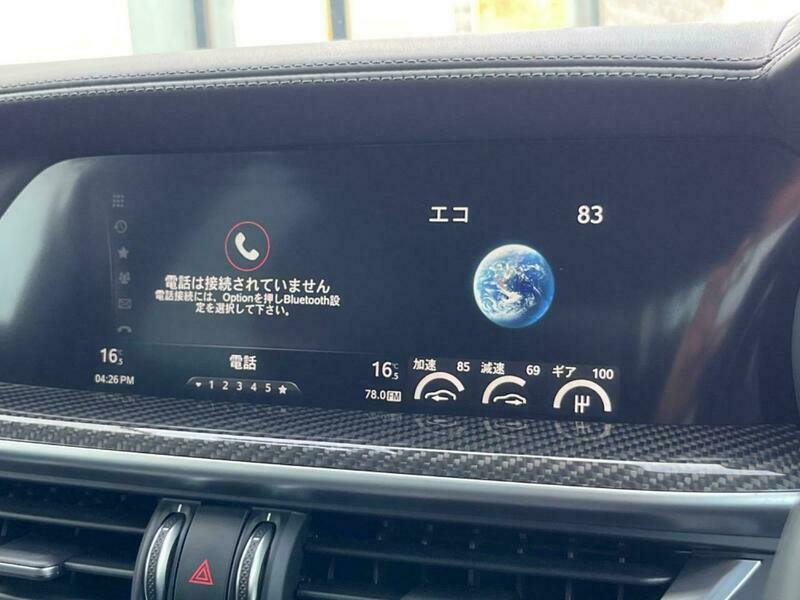 電話は接続されていません
電話接続には、Optionを押しBluetooth設
定を選択して下さい。
16.5℃
電話
16.5℃
04:26 PM
♥ 1 2 3 4 5 ★
78.0 FM
エコ
83
加速 85
減速 69
ギア 100